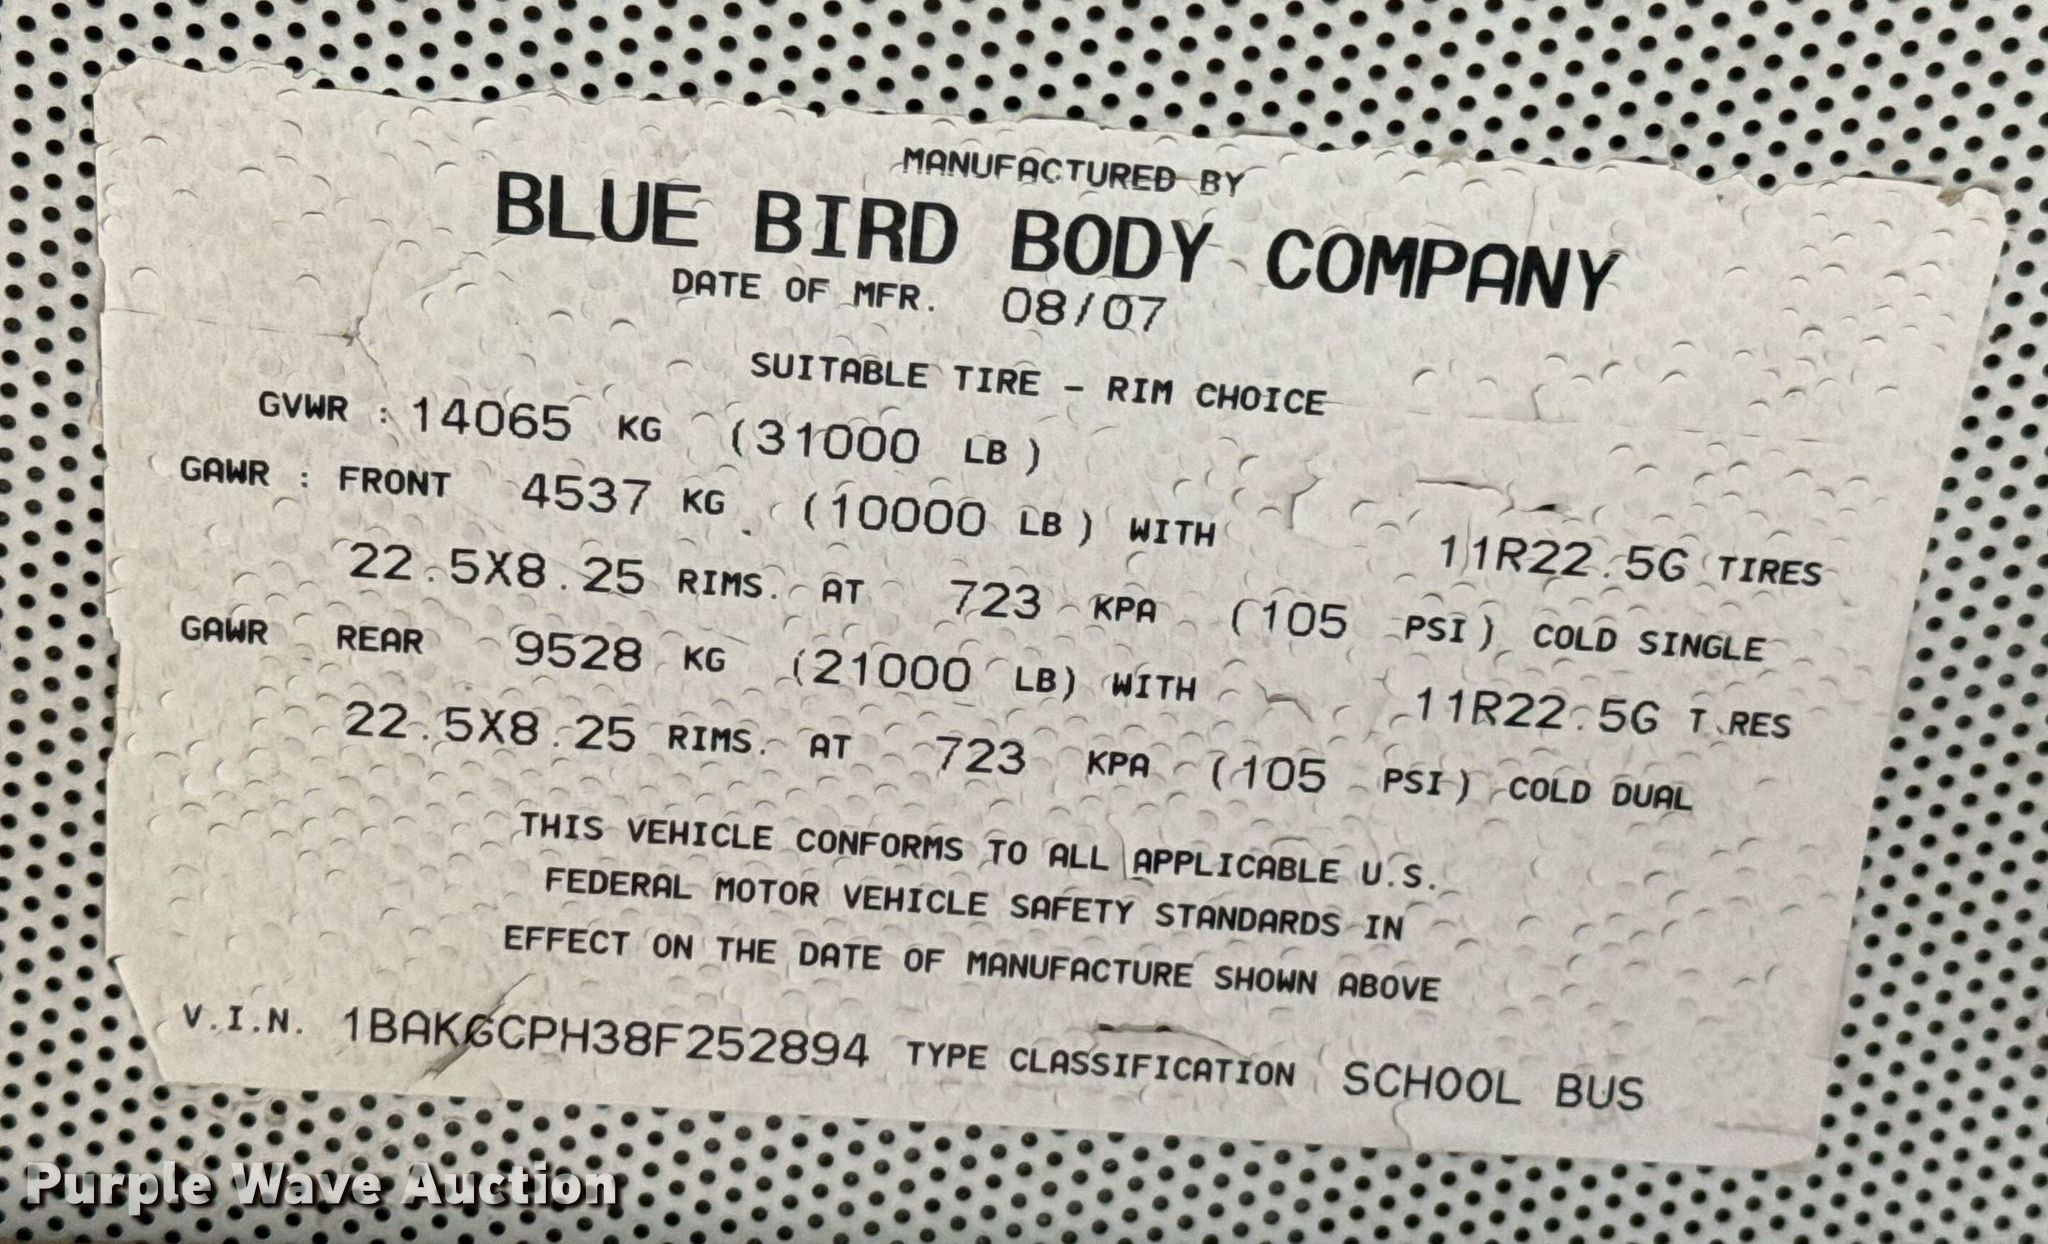 MANUFACTURED BY
BLUE BIRD BODY COMPANY
DATE OF MFR. 08/07
SUITABLE TIRE - RIM CHOICE
GVWR : 14065 KG (31000 LB)
GAWR : FRONT 4537 KG (10000 LB) WITH 11R22.5G TIRES
22.5X8.25 RIMS. AT 723 KPA (105 PSI) COLD SINGLE
GAWR REAR 9528 KG (21000 LB) WITH 11R22.5G T.RES
22.5X8.25 RIMS. AT 723 KPA (105 PSI) COLD DUAL
THIS VEHICLE CONFORMS TO ALL APPLICABLE U.S.
FEDERAL MOTOR VEHICLE SAFETY STANDARDS IN
EFFECT ON THE DATE OF MANUFACTURE SHOWN ABOVE
V.I.N. 1BAKGCPH38F252894 TYPE CLASSIFICATION SCHOOL BUS
Purple Wave Auction